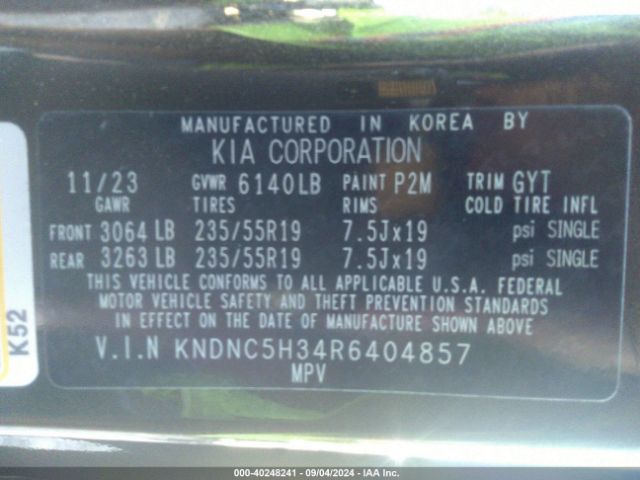 MANUFACTURED IN KOREA BY
KIA CORPORATION
11/23 GVWR 6140LB PAINT P2M TRIM GYT
GAWR TIRES RIMS COLD TIRE INFL
FRONT 3064 LB 235/55R19 7.5Jx19 psi SINGLE
REAR 3263 LB 235/55R19 7.5Jx19 psi SINGLE
THIS VEHICLE CONFORMS TO ALL APPLICABLE U.S.A. FEDERAL
MOTOR VEHICLE SAFETY AND THEFT PREVENTION STANDARDS
IN EFFECT ON THE DATE OF MANUFACTURE SHOWN ABOVE
V.I.N KNDNC5H34R6404857
MPV
K52
000-40248241 - 09/04/2024 - IAA Inc.